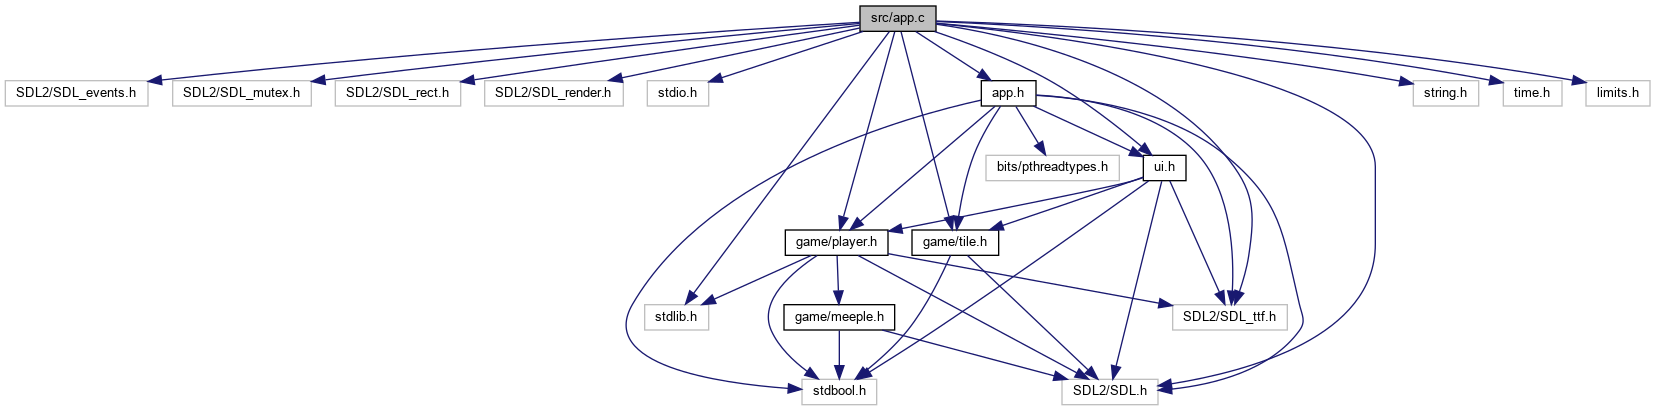 src/app.c
SDL2/SDL_events.h
SDL2/SDL_mutex.h
SDL2/SDL_rect.h
SDL2/SDL_render.h
stdio.h
app.h
string.h
time.h
limits.h
bits/pthreadtypes.h
ui.h
game/player.h
game/tile.h
stdlib.h
game/meeple.h
SDL2/SDL_ttf.h
stdbool.h
SDL2/SDL.h